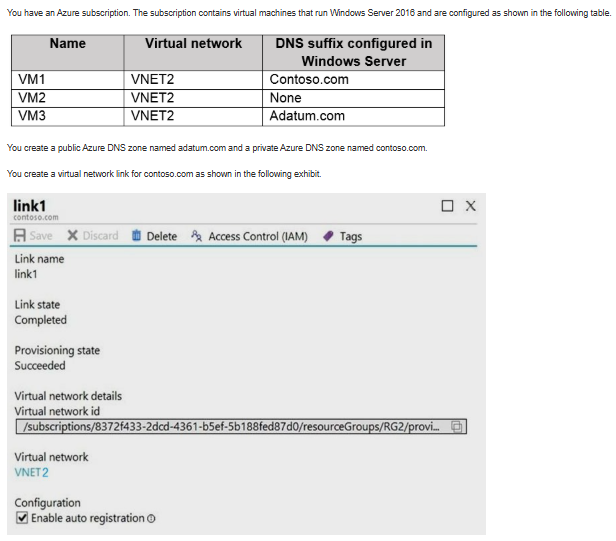 You have an Azure subscription. The subscription contains virtual machines that run Windows Server 2016 and are configured as shown in the following table.
Name Virtual network DNS suffix configured in Windows Server
VM1 VNET2 Contoso.com
VM2 VNET2 None
VM3 VNET2 Adatum.com
You create a public Azure DNS zone named adatum.com and a private Azure DNS zone named contoso.com.
You create a virtual network link for contoso.com as shown in the following exhibit.
link1
contoso.com
Save Discard Delete Access Control (IAM) Tags
Link name
link1
Link state
Completed
Provisioning state
Succeeded
Virtual network details
Virtual network id
/subscriptions/8372f433-2dcd-4361-b5ef-5b188fed87d0/resourceGroups/RG2/provi...
Virtual network
VNET2
Configuration
Enable auto registration